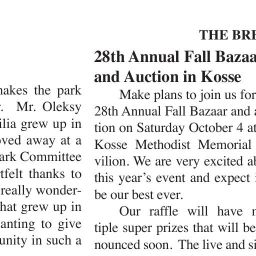 THE BRE
28th Annual Fall Bazaa
and Auction in Kosse
nakes the park
. Mr. Oleksy
ilia grew up in
oved away at a
ark Committee
tfelt thanks to
really wonder-
hat grew up in
anting to give
unity in such a
Make plans to join us for
28th Annual Fall Bazaar and a
tion on Saturday October 4 at
Kosse Methodist Memorial
vilion. We are very excited ab
this year's event and expect i
be our best ever.
Our raffle will have m
tiple super prizes that will be
nounced soon. The live and si